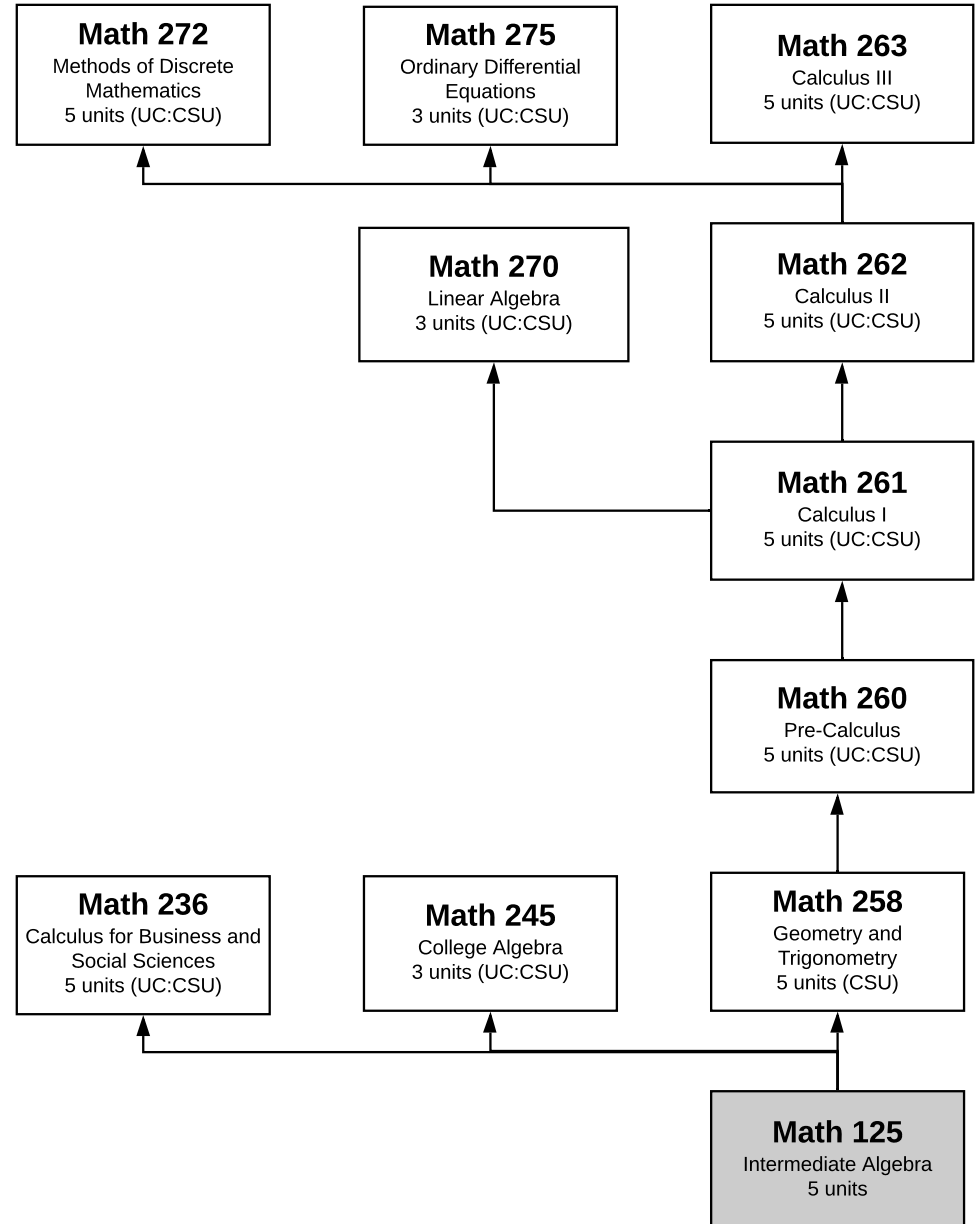 Math 272
Methods of Discrete
Mathematics
5 units (UC:CSU)
Math 275
Ordinary Differential
Equations
3 units (UC:CSU)
Math 263
Calculus III
5 units (UC:CSU)
Math 270
Linear Algebra
3 units (UC:CSU)
Math 262
Calculus II
5 units (UC:CSU)
Math 261
Calculus I
5 units (UC:CSU)
Math 260
Pre-Calculus
5 units (UC:CSU)
Math 236
Calculus for Business and
Social Sciences
5 units (UC:CSU)
Math 245
College Algebra
3 units (UC:CSU)
Math 258
Geometry and
Trigonometry
5 units (CSU)
Math 125
Intermediate Algebra
5 units